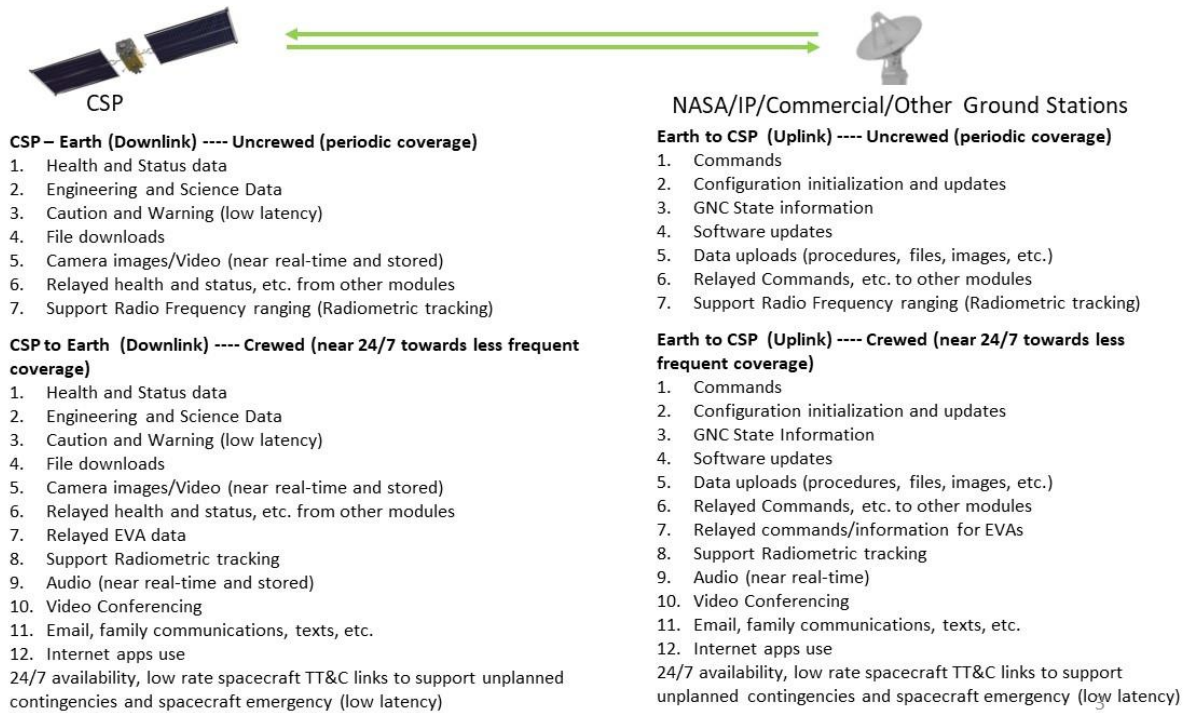 CSP
CSP – Earth (Downlink) ---- Uncrewed (periodic coverage)
1. Health and Status data
2. Engineering and Science Data
3. Caution and Warning (low latency)
4. File downloads
5. Camera images/Video (near real-time and stored)
6. Relayed health and status, etc. from other modules
7. Support Radio Frequency ranging (Radiometric tracking)
CSP to Earth (Downlink) ---- Crewed (near 24/7 towards less frequent
coverage)
1. Health and Status data
2. Engineering and Science Data
3. Caution and Warning (low latency)
4. File downloads
5. Camera images/Video (near real-time and stored)
6. Relayed health and status, etc. from other modules
7. Relayed EVA data
8. Support Radiometric tracking
9. Audio (near real-time and stored)
10. Video Conferencing
11. Email, family communications, texts, etc.
12. Internet apps use
24/7 availability, low rate spacecraft TT&C links to support unplanned
contingencies and spacecraft emergency (low latency)
NASA/IP/Commercial/Other Ground Stations
Earth to CSP (Uplink) ---- Uncrewed (periodic coverage)
1. Commands
2. Configuration initialization and updates
3. GNC State information
4. Software updates
5. Data uploads (procedures, files, images, etc.)
6. Relayed Commands, etc. to other modules
7. Support Radio Frequency ranging (Radiometric tracking)
Earth to CSP (Uplink) ---- Crewed (near 24/7 towards less
frequent coverage)
1. Commands
2. Configuration initialization and updates
3. GNC State Information
4. Software updates
5. Data uploads (procedures, files, images, etc.)
6. Relayed Commands, etc. to other modules
7. Relayed commands/information for EVAs
8. Support Radiometric tracking
9. Audio (near real-time)
10. Video Conferencing
11. Email, family communications, texts, etc.
12. Internet apps use
24/7 availability, low rate spacecraft TT&C links to support
unplanned contingencies and spacecraft emergency (low latency)
3